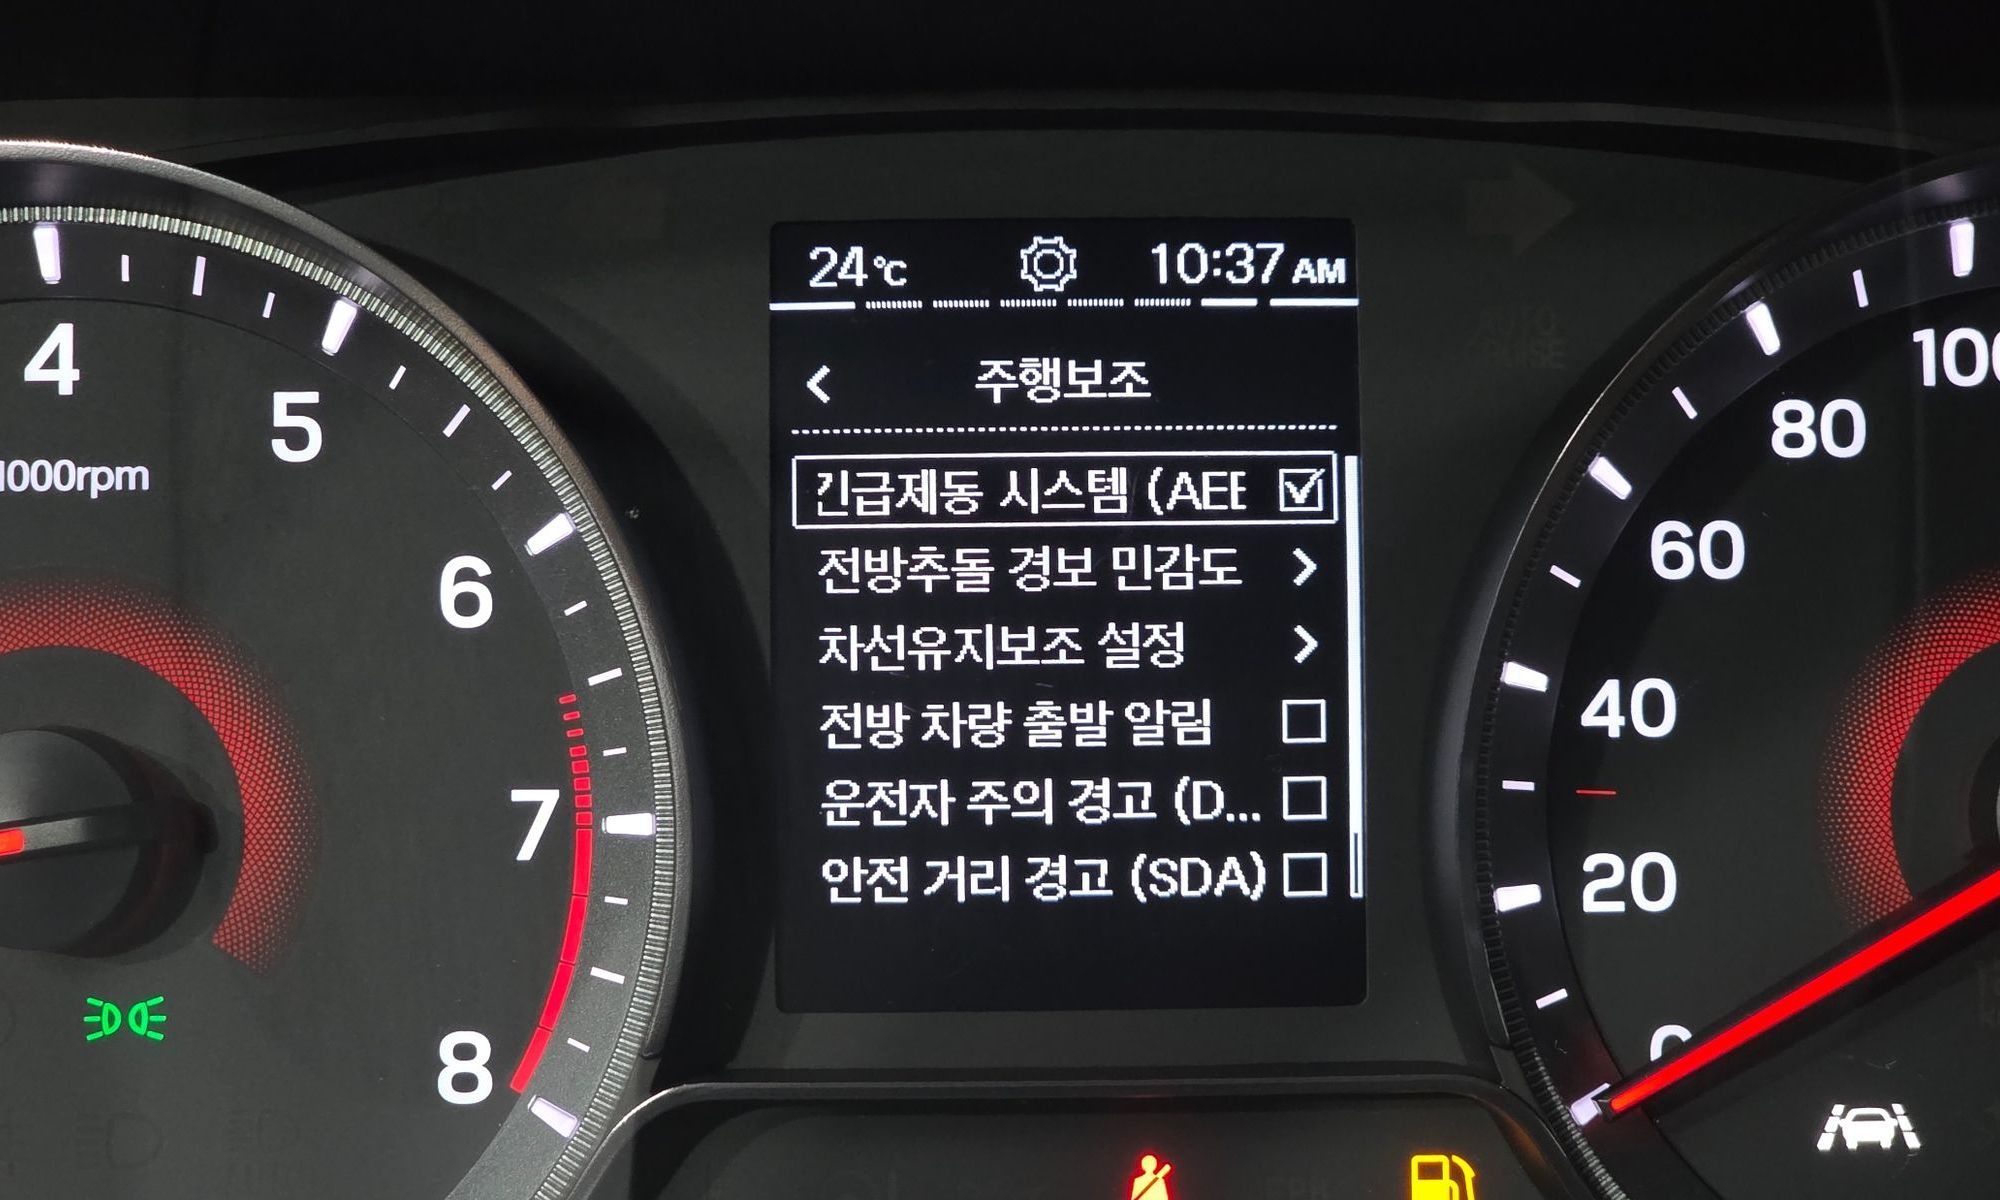 24℃ 10:37 AM
주행보조
긴급제동 시스템 (AEB
전방추돌 경보 민감도
차선유지보조 설정
전방 차량 출발 알림
운전자 주의 경고 (D...
안전 거리 경고 (SDA)
4
5
1000rpm
6
7
8
100
80
60
40
20
0